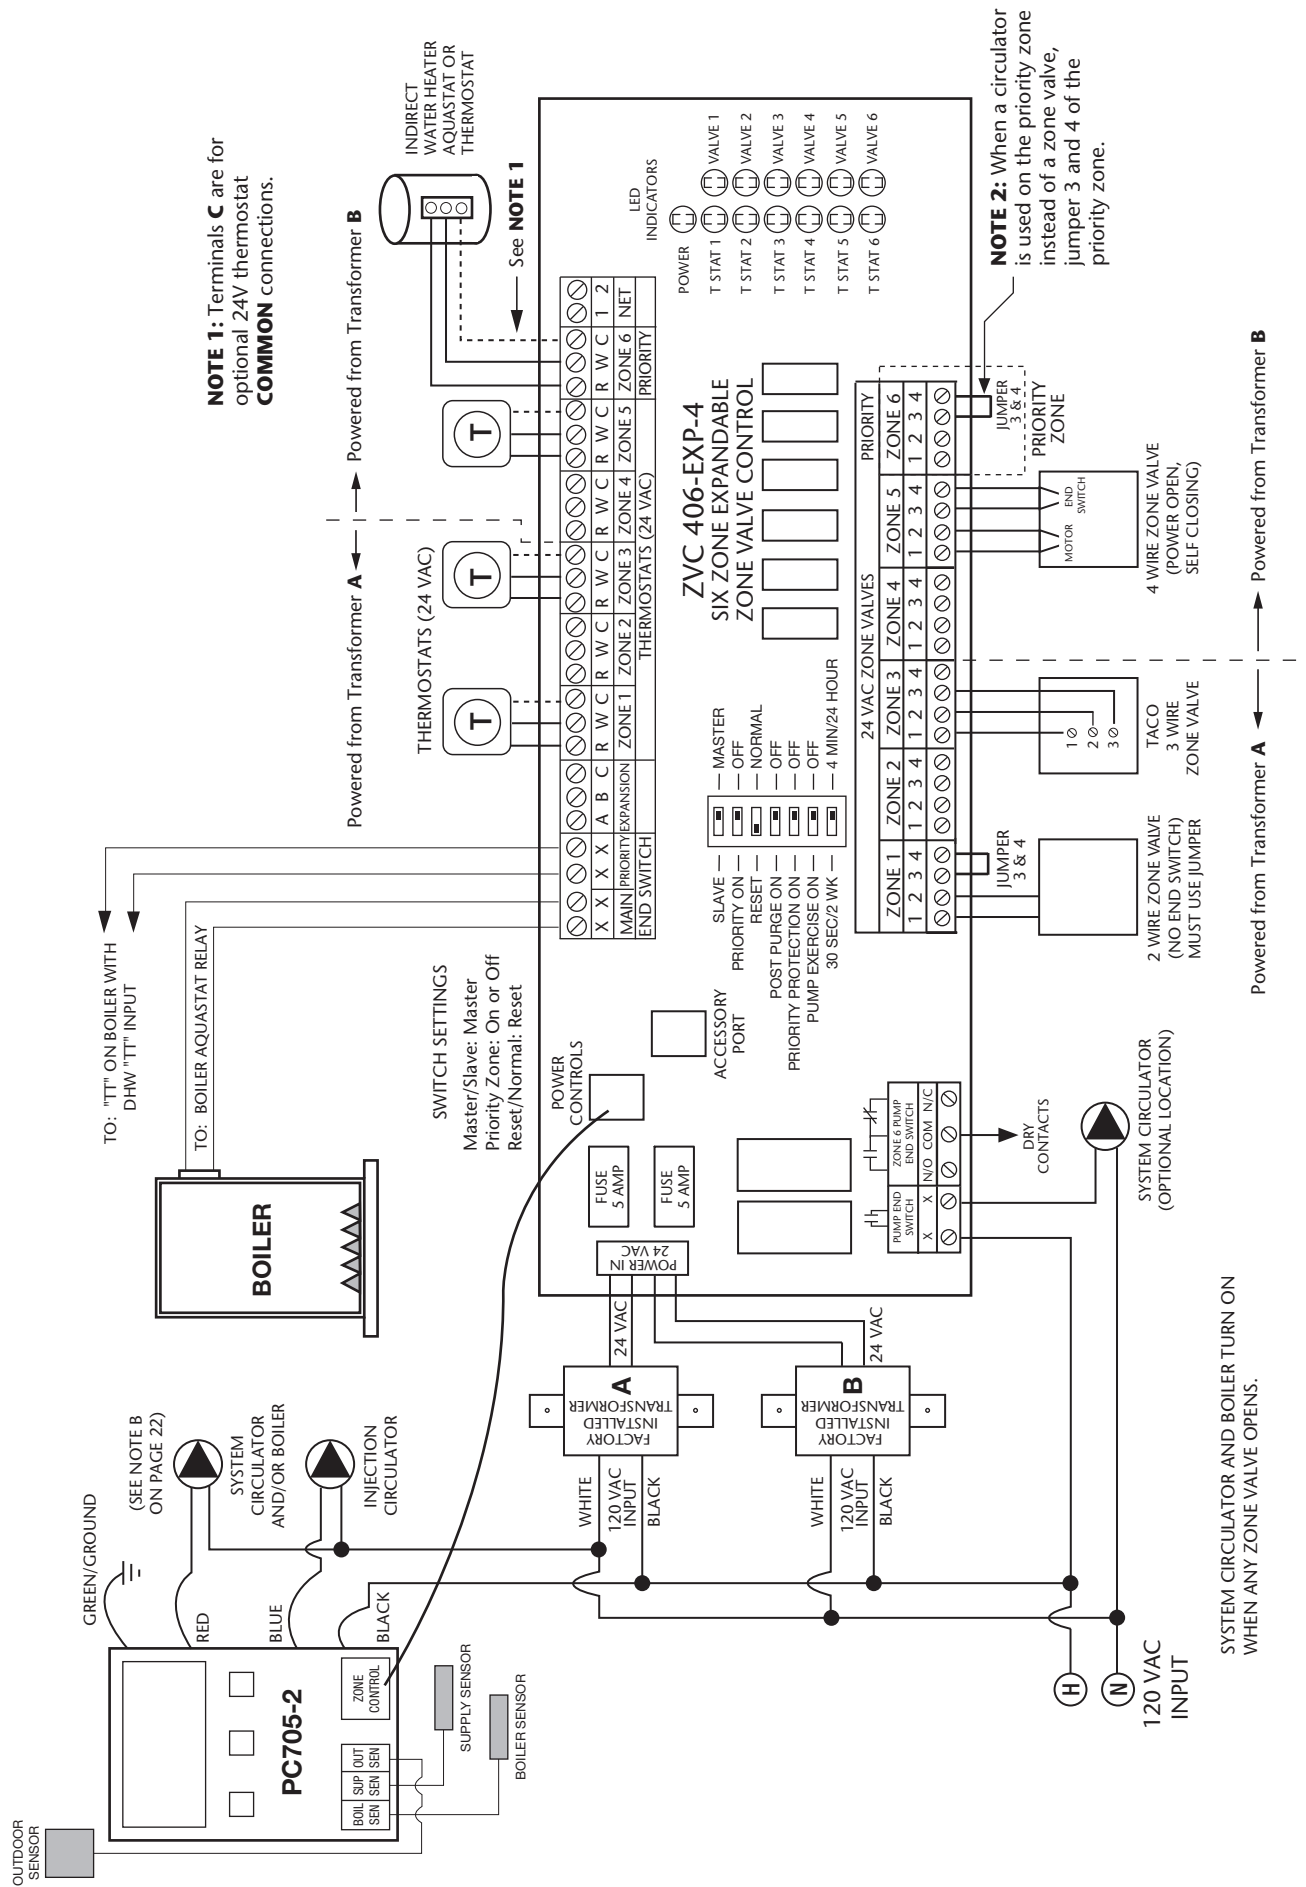 OUTDOOR
SENSOR
PC705-2
BOIL
SEN
SUP
SEN
OUT
SEN
ZONE
CONTROL
SUPPLY SENSOR
BOILER SENSOR
GREEN/GROUND
RED
BLUE
BLACK
(SEE NOTE B
ON PAGE 22)
SYSTEM
CIRCULATOR
AND/OR BOILER
INJECTION
CIRCULATOR
BOILER
TO: "TT" ON BOILER WITH
DHW "TT" INPUT
TO: BOILER AQUASTAT RELAY
SWITCH SETTINGS
Master/Slave: Master
Priority Zone: On or Off
Reset/Normal: Reset
NOTE 1: Terminals C are for
optional 24V thermostat
COMMON connections.
Powered from Transformer A
Powered from Transformer B
THERMOSTATS (24 VAC)
T
T
T
INDIRECT
WATER HEATER
AQUASTAT OR
THERMOSTAT
See NOTE 1
X X X X A B C R W C R W C R W C R W C R W C R W C 1 2
MAIN PRIORITY EXPANSION ZONE 1 ZONE 2 ZONE 3 ZONE 4 ZONE 5 ZONE 6 NET
END SWITCH
THERMOSTATS (24 VAC)
PRIORITY
POWER
CONTROLS
ACCESSORY
PORT
FUSE
5 AMP
FUSE
5 AMP
POWER IN
24 VAC
ZVC 406-EXP-4
SIX ZONE EXPANDABLE
ZONE VALVE CONTROL
LED
INDICATORS
POWER
T STAT 1 VALVE 1
T STAT 2 VALVE 2
T STAT 3 VALVE 3
T STAT 4 VALVE 4
T STAT 5 VALVE 5
T STAT 6 VALVE 6
SLAVE MASTER
PRIORITY ON OFF
RESET NORMAL
POST PURGE ON OFF
PRIORITY PROTECTION ON OFF
PUMP EXERCISE ON OFF
30 SEC/2 WK 4 MIN/24 HOUR
24 VAC ZONE VALVES
PRIORITY
ZONE 1 ZONE 2 ZONE 3 ZONE 4 ZONE 5 ZONE 6
1 2 3 4 1 2 3 4 1 2 3 4 1 2 3 4 1 2 3 4 1 2 3 4
JUMPER
3 & 4
2 WIRE ZONE VALVE
(NO END SWITCH)
MUST USE JUMPER
1
2
3
TACO
3 WIRE
ZONE VALVE
MOTOR
END
SWITCH
4 WIRE ZONE VALVE
(POWER OPEN,
SELF CLOSING)
JUMPER
3 & 4
PRIORITY
ZONE
NOTE 2: When a circulator
is used on the priority zone
instead of a zone valve,
jumper 3 and 4 of the
priority zone.
Powered from Transformer A
Powered from Transformer B
PUMP END
SWITCH
X X
ZONE 6 PUMP
END SWITCH
N/O COM N/C
DRY
CONTACTS
SYSTEM CIRCULATOR
(OPTIONAL LOCATION)
24 VAC
A
FACTORY
INSTALLED
TRANSFORMER
WHITE
120 VAC
INPUT
BLACK
24 VAC
B
FACTORY
INSTALLED
TRANSFORMER
WHITE
120 VAC
INPUT
BLACK
H
N
120 VAC
INPUT
SYSTEM CIRCULATOR AND BOILER TURN ON
WHEN ANY ZONE VALVE OPENS.